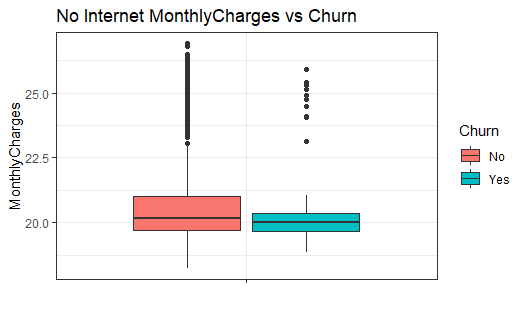 No Internet MonthlyCharges vs Churn
MonthlyCharges
25.0
22.5
20.0
Churn
No
Yes